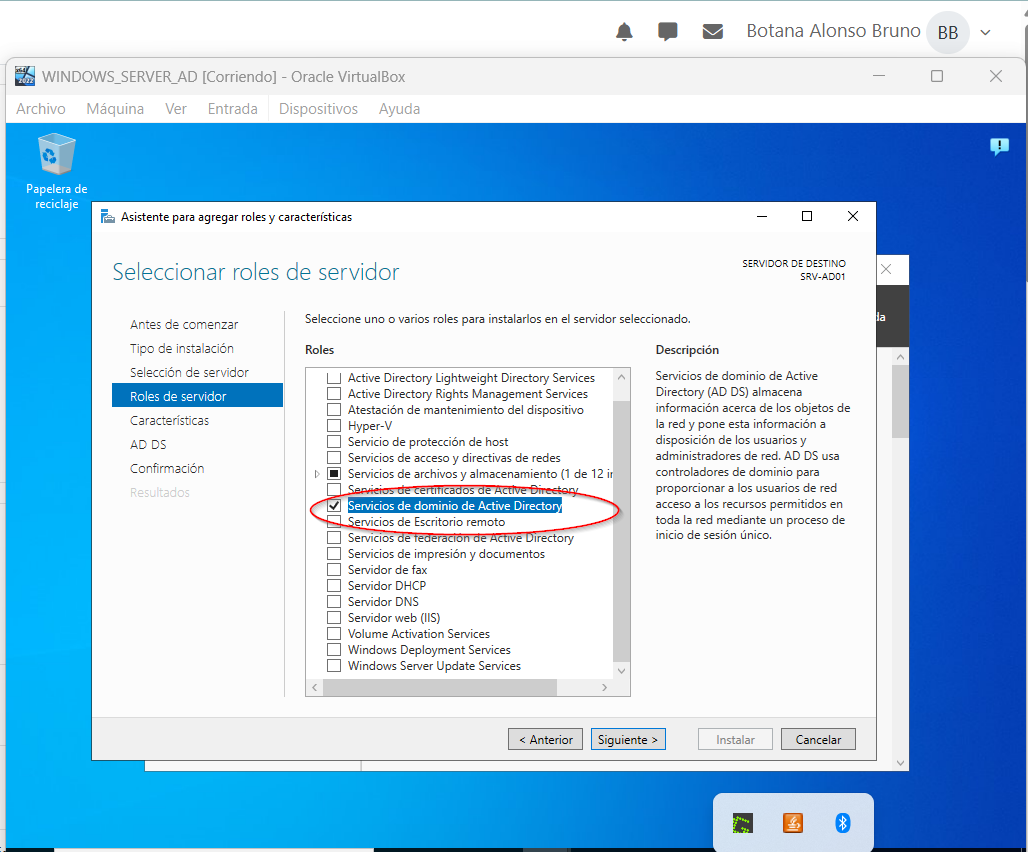 Botana Alonso Bruno
BB
WINDOWS_SERVER_AD [Corriendo] - Oracle VirtualBox
Archivo Máquina Ver Entrada Dispositivos Ayuda
Papelera de
reciclaje
Asistente para agregar roles y características
Seleccionar roles de servidor
SERVIDOR DE DESTINO
SRV-AD01
Antes de comenzar
Tipo de instalación
Selección de servidor
Roles de servidor
Características
AD DS
Confirmación
Resultados
Seleccione uno o varios roles para instalarlos en el servidor seleccionado.
Roles
Active Directory Lightweight Directory Services
Active Directory Rights Management Services
Atestación de mantenimiento del dispositivo
Hyper-V
Servicio de protección de host
Servicios de acceso y directivas de redes
Servicios de archivos y almacenamiento (1 de 12 in
Servicios de certificados de Active Directory
Servicios de dominio de Active Directory
Servicios de Escritorio remoto
Servicios de federación de Active Directory
Servicios de impresión y documentos
Servidor de fax
Servidor DHCP
Servidor DNS
Servidor web (IIS)
Volume Activation Services
Windows Deployment Services
Windows Server Update Services
Descripción
Servicios de dominio de Active
Directory (AD DS) almacena
información acerca de los objetos de
la red y pone esta información a
disposición de los usuarios y
administradores de red. AD DS usa
controladores de dominio para
proporcionar a los usuarios de red
acceso a los recursos permitidos en
toda la red mediante un proceso de
inicio de sesión único.
da
< Anterior Siguiente > Instalar Cancelar